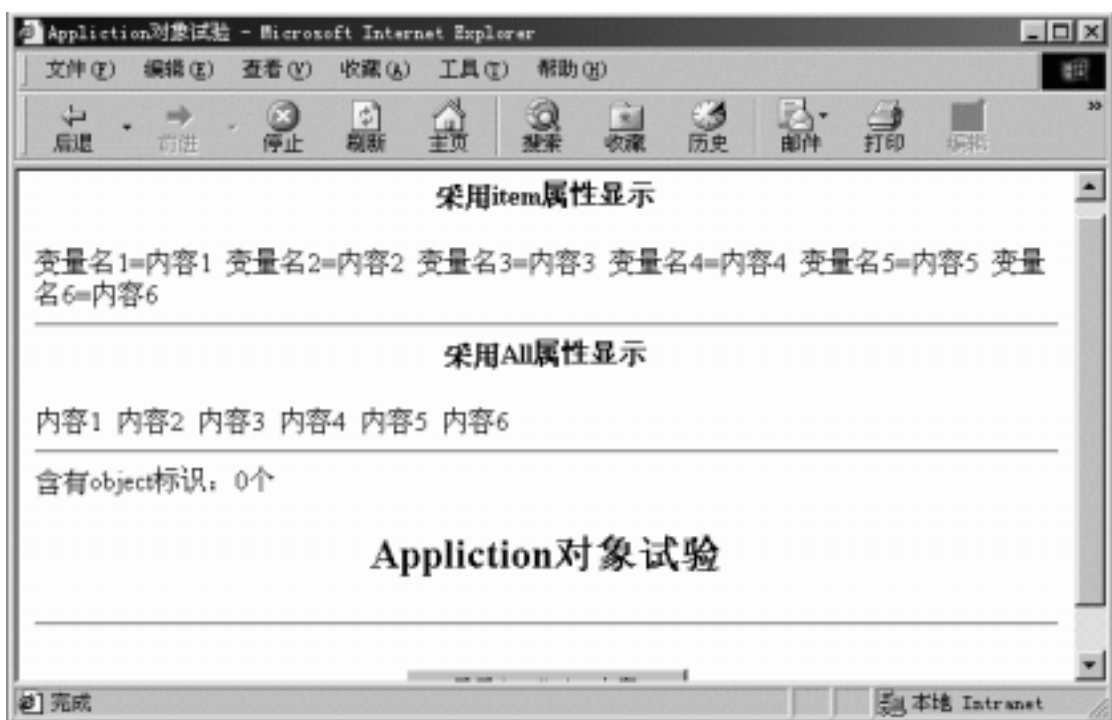 Appliction对象试验 - Microsoft Internet Explorer
文件(F) 编辑(E) 查看(V) 收藏(A) 工具(T) 帮助(H)
后退 前进 停止 刷新 主页 搜索 收藏 历史 邮件 打印 编辑 »
采用item属性显示
变量名1=内容1 变量名2=内容2 变量名3=内容3 变量名4=内容4 变量名5=内容5 变量
名6=内容6
采用All属性显示
内容1 内容2 内容3 内容4 内容5 内容6
含有object标识：0个
Appliction对象试验
完成 本地 Intranet